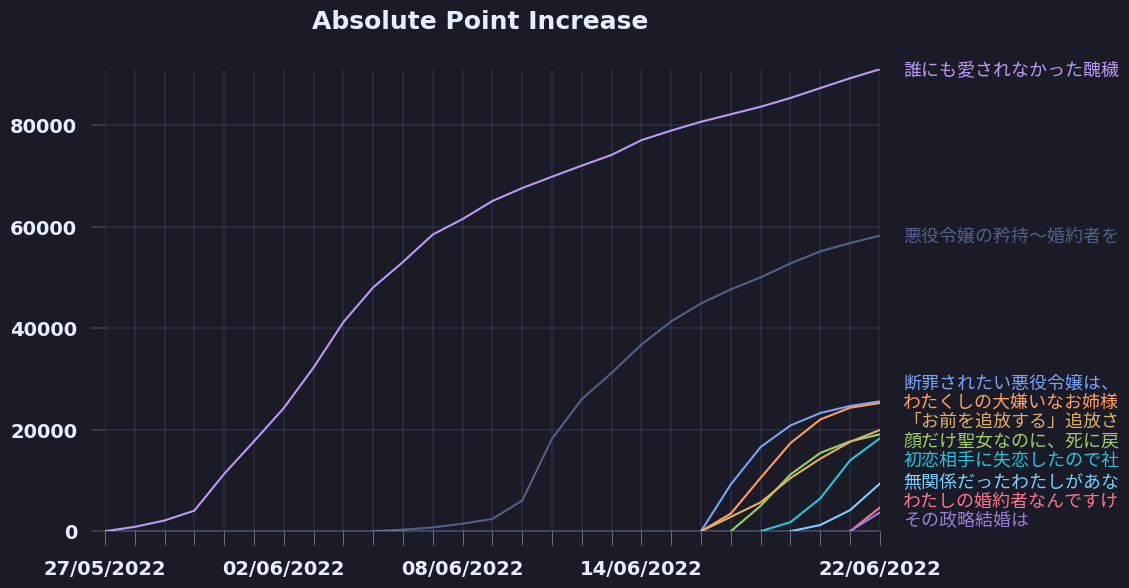 Absolute Point Increase
誰にも愛されなかった醜穢
80000
60000
悪役令嬢の矜持〜婚約者を
40000
断罪されたい悪役令嬢は、
わたくしの大嫌いなお姉様
「お前を追放する」追放さ
20000
顔だけ聖女なのに、死に戻
初恋相手に失恋したので社
無関係だったわたしがあな
わたしの婚約者なんですけ
その政略結婚は
0
27/05/2022
02/06/2022
08/06/2022
14/06/2022
22/06/2022